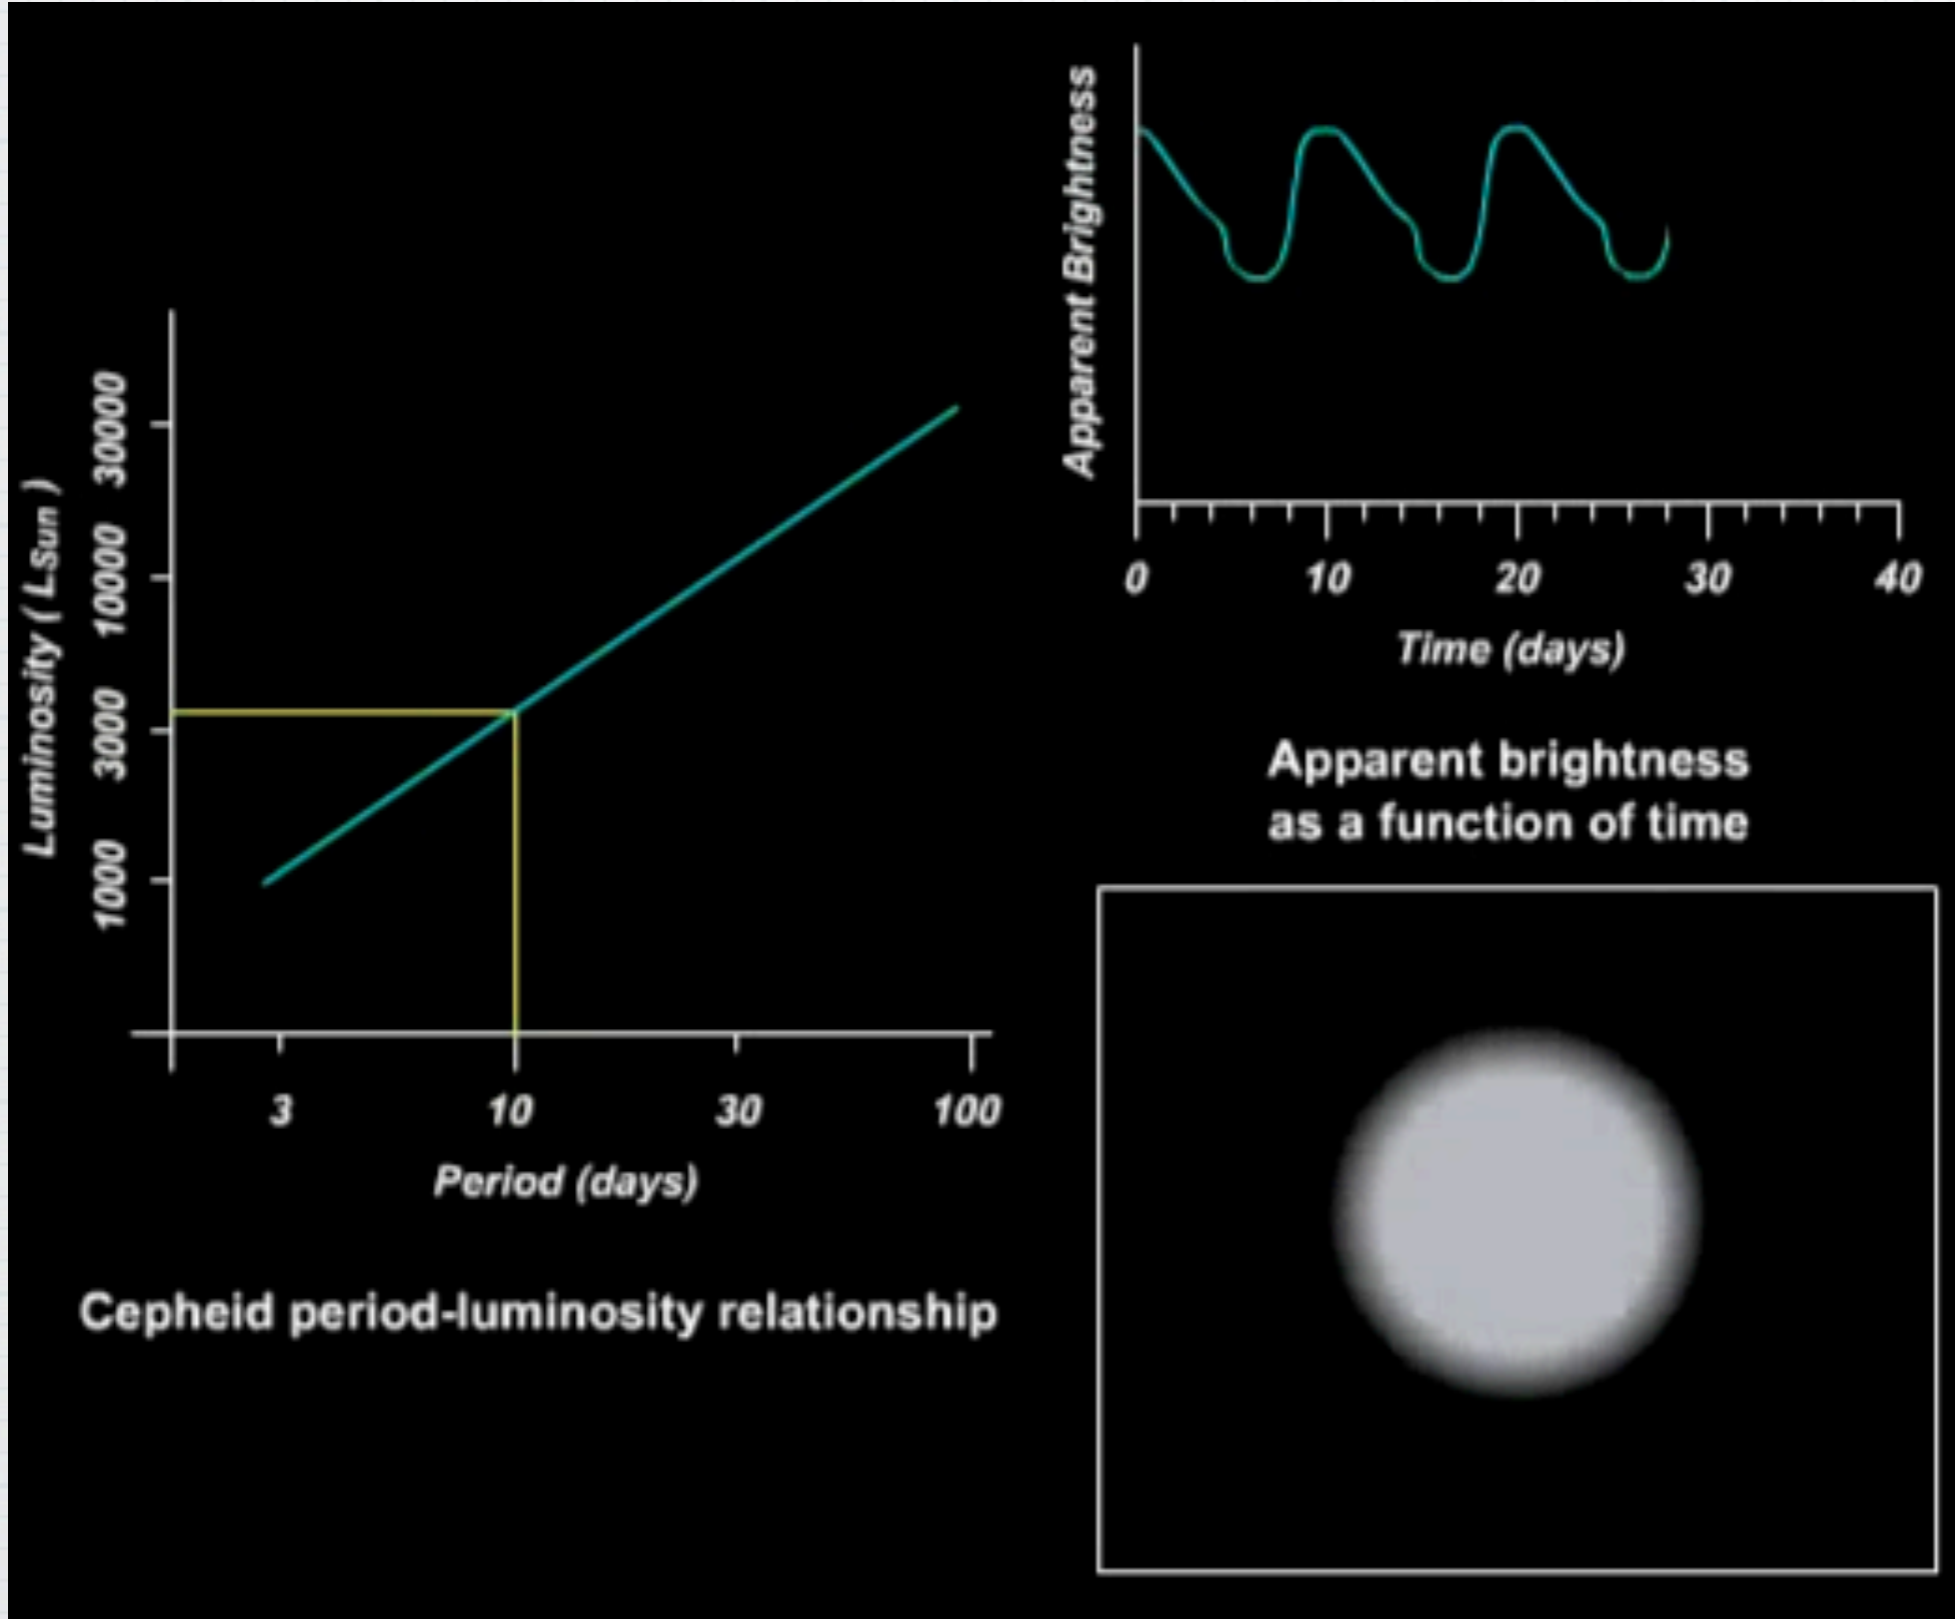 Luminosity ( LSun )
30000
10000
3000
1000
3 10 30 100
Period (days)
Cepheid period-luminosity relationship
Apparent Brightness
0 10 20 30 40
Time (days)
Apparent brightness
as a function of time